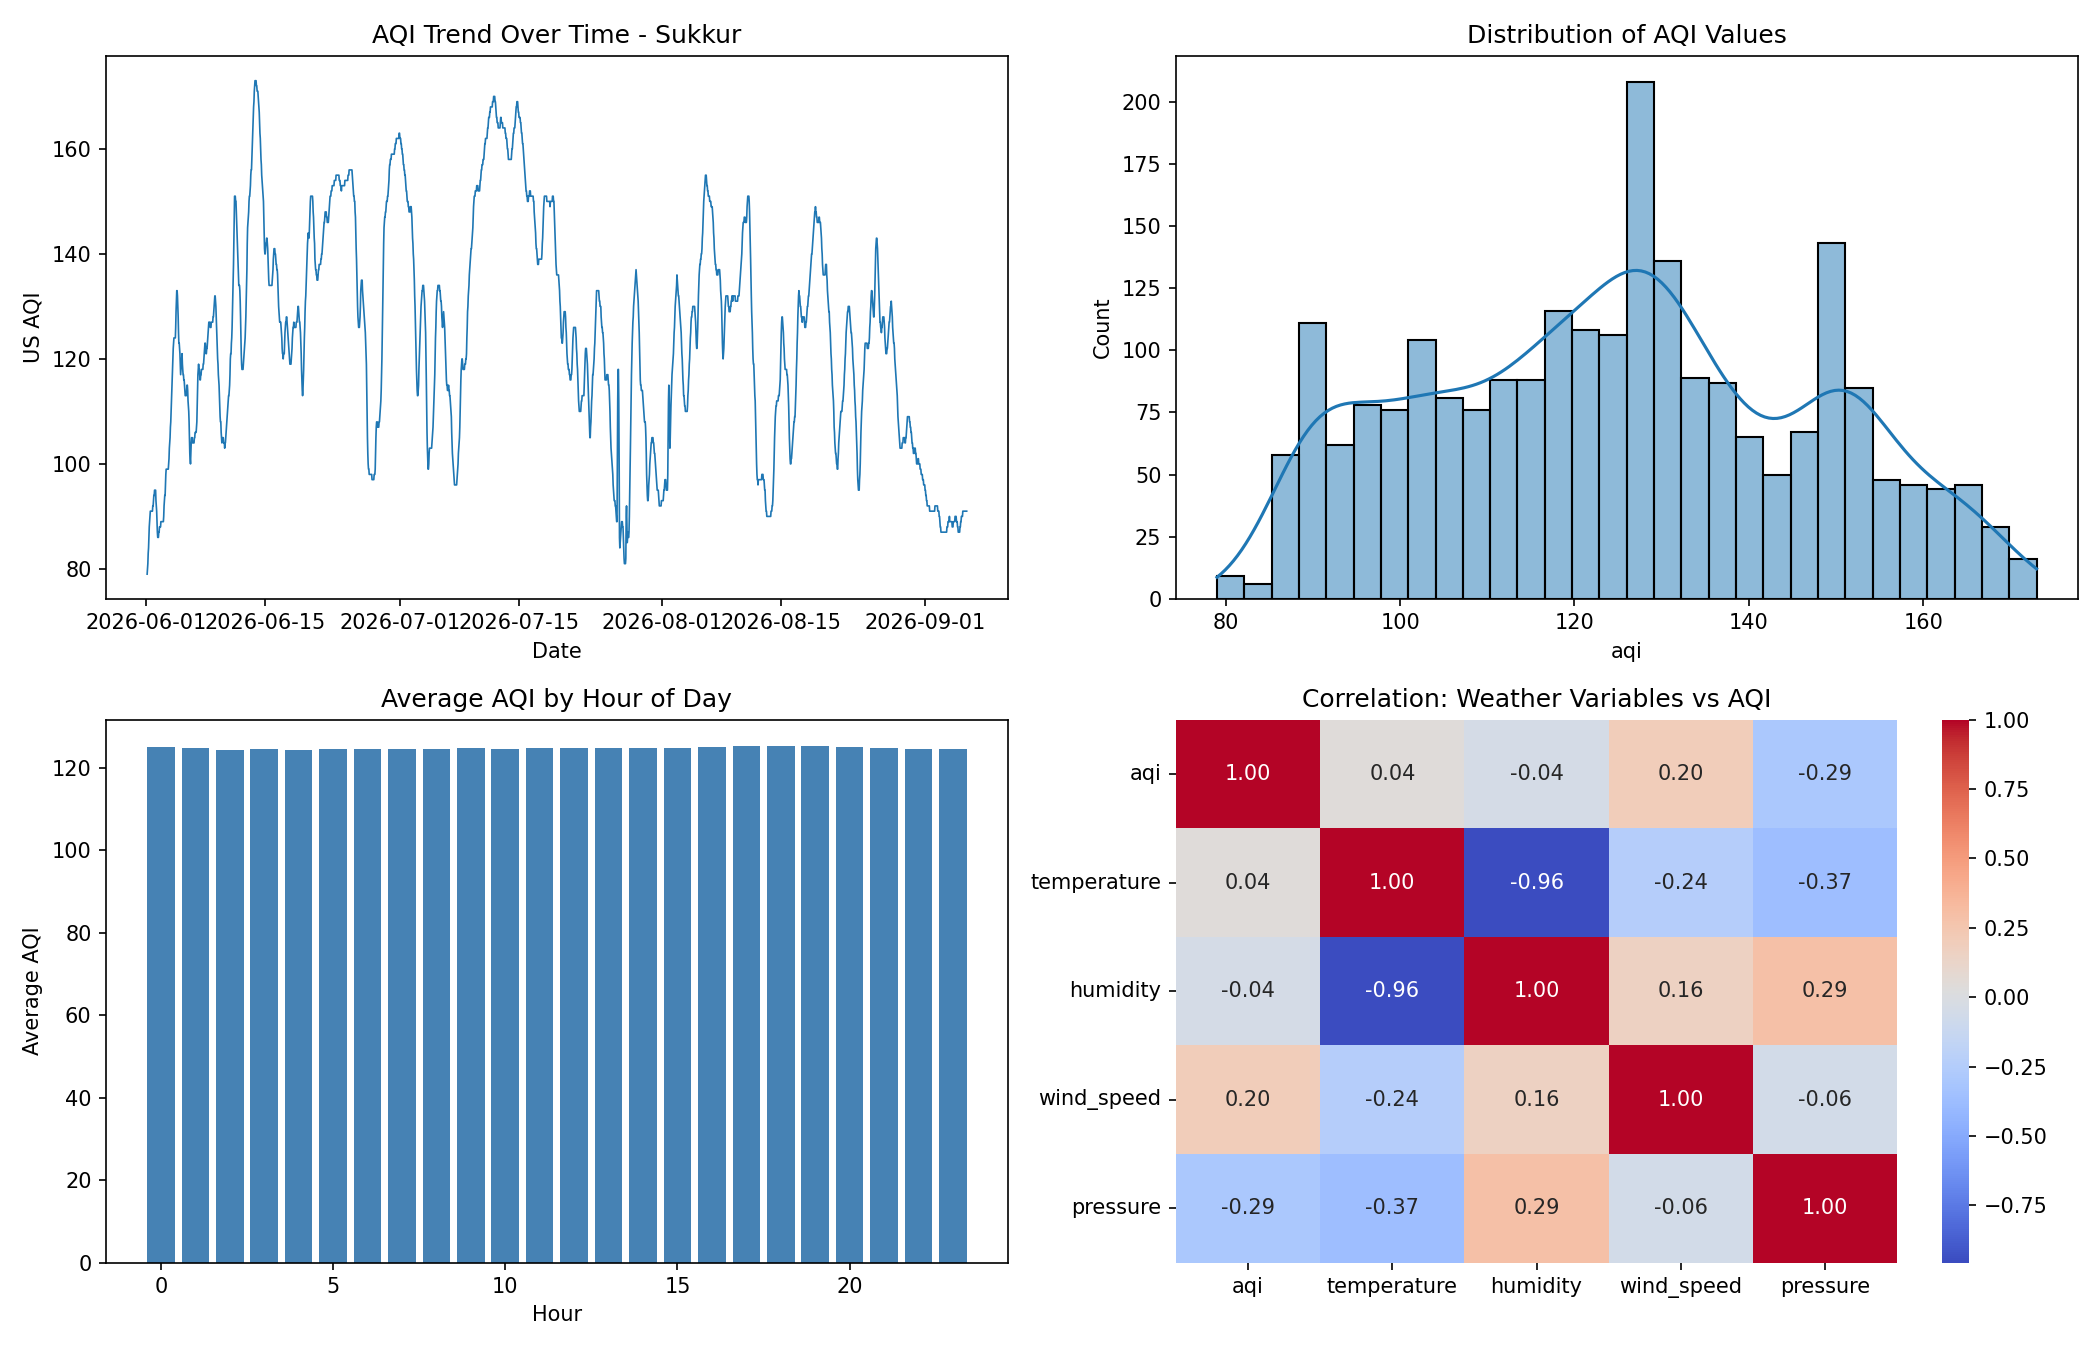 AQI Trend Over Time - Sukkur
US AQI
160
140
120
100
80
2026-06-01 2026-06-15 2026-07-01 2026-07-15 2026-08-01 2026-08-15 2026-09-01
Date
Distribution of AQI Values
Count
200
175
150
125
100
75
50
25
0
80 100 120 140 160
aqi
Average AQI by Hour of Day
Average AQI
120
100
80
60
40
20
0
0 5 10 15 20
Hour
Correlation: Weather Variables vs AQI
aqi 1.00 0.04 -0.04 0.20 -0.29
temperature 0.04 1.00 -0.96 -0.24 -0.37
humidity -0.04 -0.96 1.00 0.16 0.29
wind_speed 0.20 -0.24 0.16 1.00 -0.06
pressure -0.29 -0.37 0.29 -0.06 1.00
aqi temperature humidity wind_speed pressure
1.00
0.75
0.50
0.25
0.00
−0.25
−0.50
−0.75